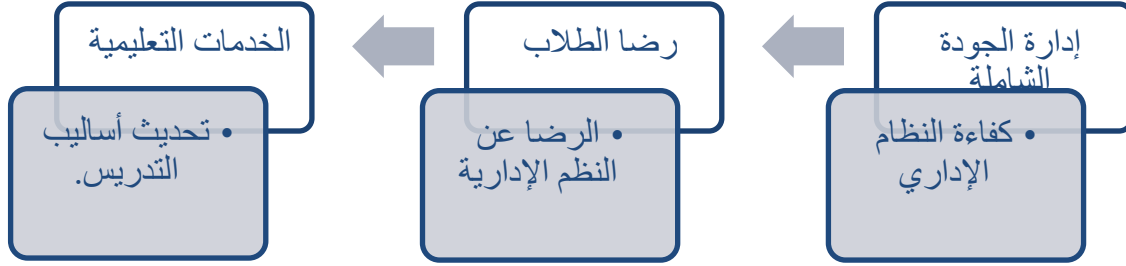 إدارة الجودة
الشاملة
• كفاءة النظام
الإداري
رضا الطلاب
• الرضا عن
النظم الإدارية
الخدمات التعليمية
• تحديث أساليب
التدريس.